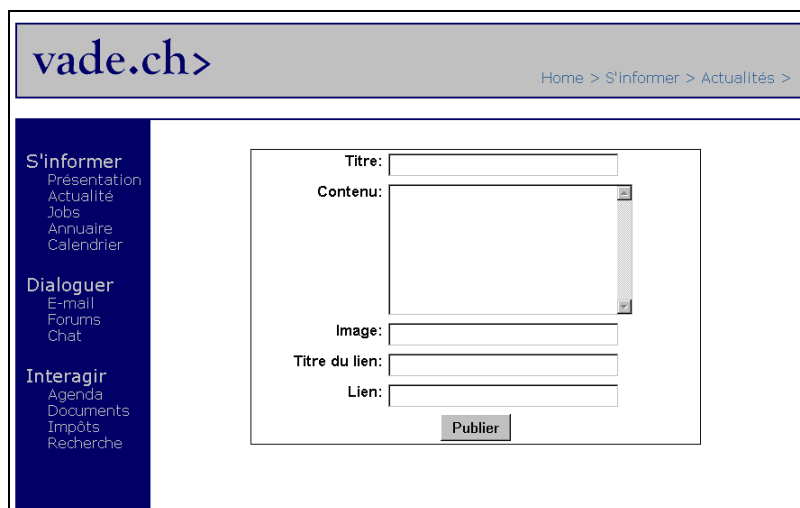 vade.ch>
Home > S'informer > Actualités >
S'informer
Présentation
Actualité
Jobs
Annuaire
Calendrier
Dialoguer
E-mail
Forums
Chat
Interagir
Agenda
Documents
Impôts
Recherche
Titre:
Contenu:
Image:
Titre du lien:
Lien:
Publier